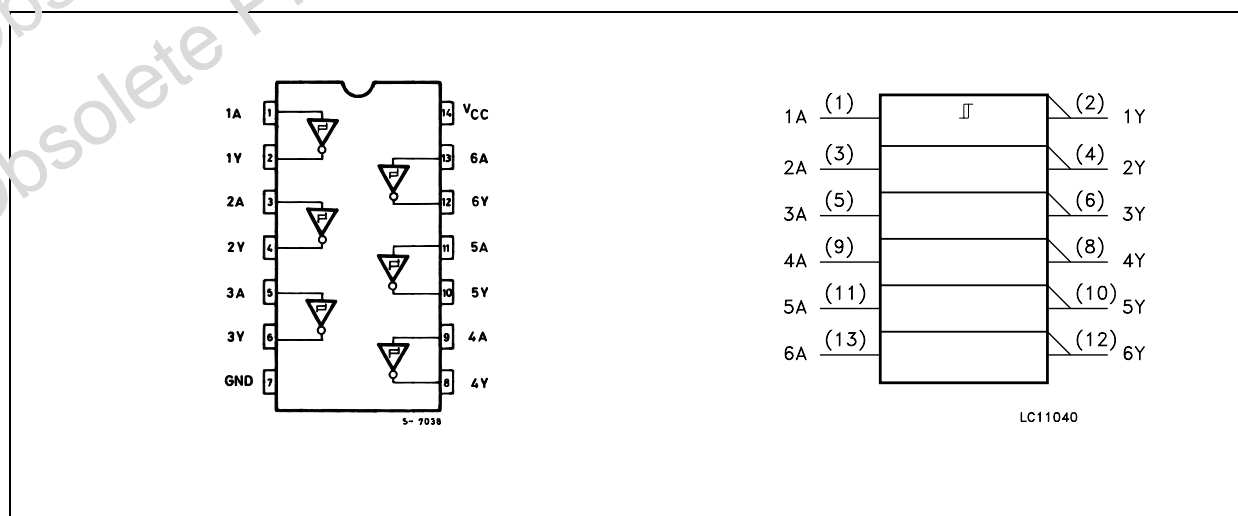 obsolete P
obsolete
1A 1 14 VCC
1Y 2 13 6A
2A 3 12 6Y
2Y 4 11 5A
3A 5 10 5Y
3Y 6 9 4A
GND 7 8 4Y
5- 7038
1A (1) (2) 1Y
2A (3) (4) 2Y
3A (5) (6) 3Y
4A (9) (8) 4Y
5A (11) (10) 5Y
6A (13) (12) 6Y
LC11040